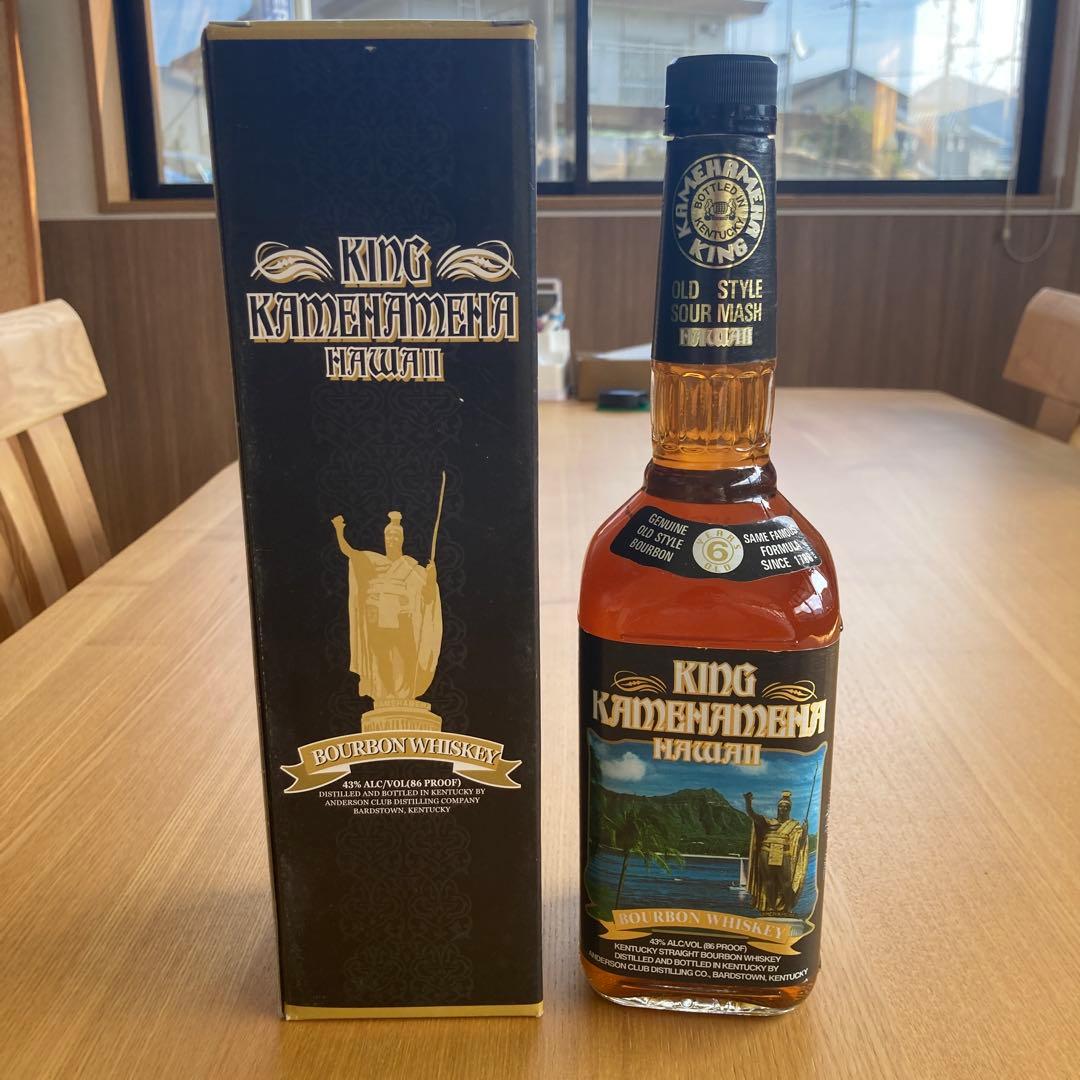 KING
KAMEHAMEHA
HAWAII
KAMEHAMEHA
BOURBON WHISKEY
43% ALC/VOL(86 PROOF)
DISTILLED AND BOTTLED IN KENTUCKY BY
ANDERSON CLUB DISTILLING COMPANY
BARDSTOWN, KENTUCKY
KAMEHAMEHA
KING
BOTTLED IN
KENTUCKY
OLD STYLE
SOUR MASH
HAWAII
GENUINE
OLD STYLE
BOURBON
YEARS
6
OLD
SAME FAMOUS
FORMULA
SINCE
KING
KAMEHAMEHA
HAWAII
BOURBON WHISKEY
43% ALC/VOL (86 PROOF)
KENTUCKY STRAIGHT BOURBON WHISKEY
DISTILLED AND BOTTLED IN KENTUCKY BY
ANDERSON CLUB DISTILLING CO., BARDSTOWN, KENTUCKY